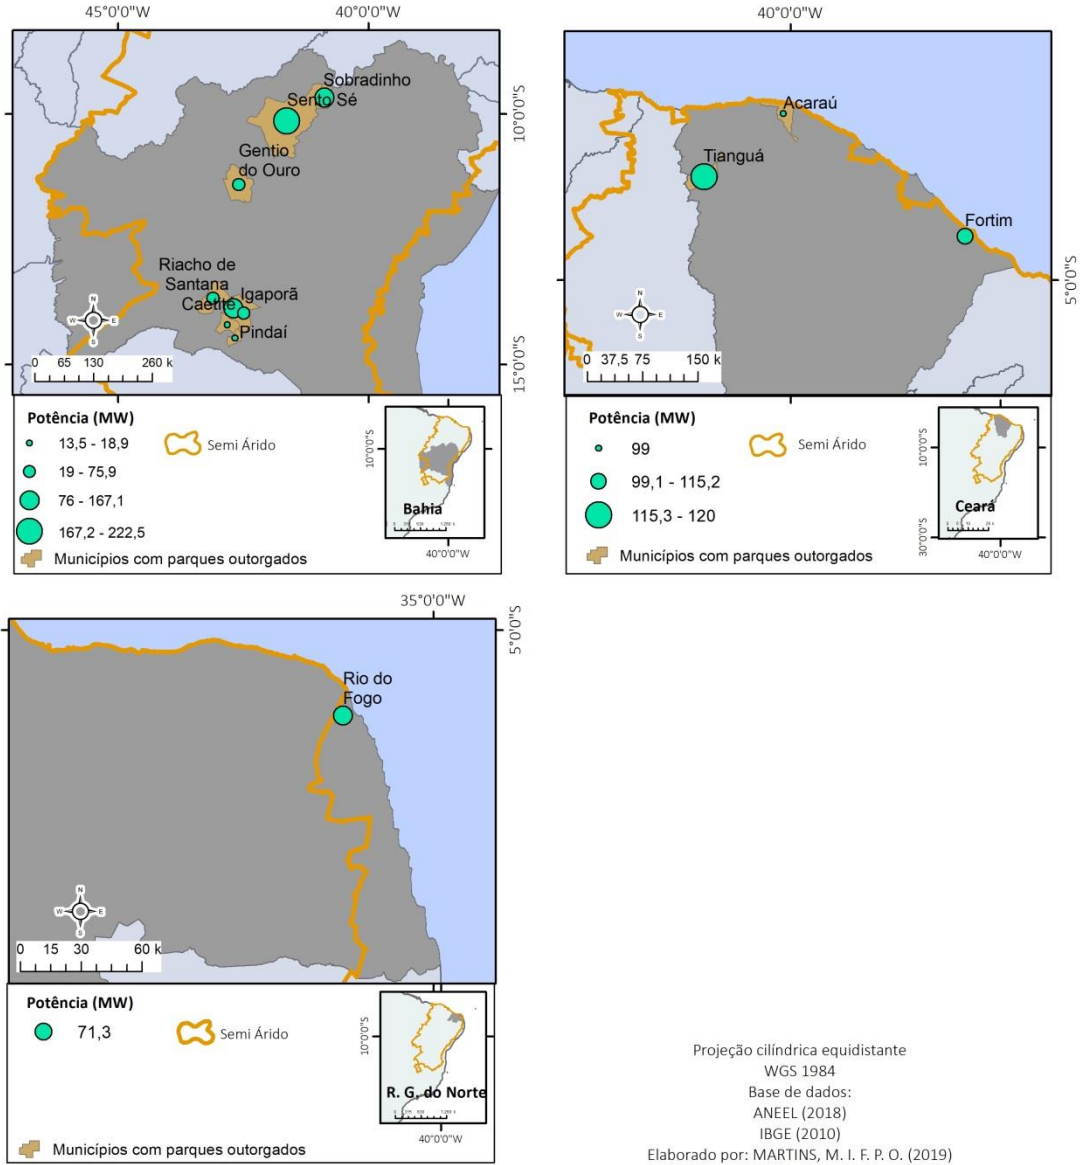 45°0'0"W
40°0'0"W
Sobradinho
Sento Sé
10°0'0"S
Gentio
do Ouro
Riacho de
Santana
Igaporã
Caetité
Pindaí
N
W
E
S
0 65 130 260 k
15°0'0"S
Potência (MW)
13,5 - 18,9
19 - 75,9
76 - 167,1
167,2 - 222,5
Semi Árido
Municípios com parques outorgados
10°0'0"S
Bahia
40°0'0"W
40°0'0"W
Acaraú
Tianguá
Fortim
5°0'0"S
N
W
E
S
0 37,5 75 150 k
Potência (MW)
99
99,1 - 115,2
115,3 - 120
Semi Árido
Municípios com parques outorgados
10°0'0"S
Ceará
30°0'0"S
40°0'0"W
35°0'0"W
5°0'0"S
Rio do
Fogo
N
W
E
S
0 15 30 60 k
Potência (MW)
71,3
Semi Árido
Municípios com parques outorgados
10°0'0"S
R. G. do Norte
40°0'0"W
Projeção cilíndrica equidistante
WGS 1984
Base de dados:
ANEEL (2018)
IBGE (2010)
Elaborado por: MARTINS, M. I. F. P. O. (2019)